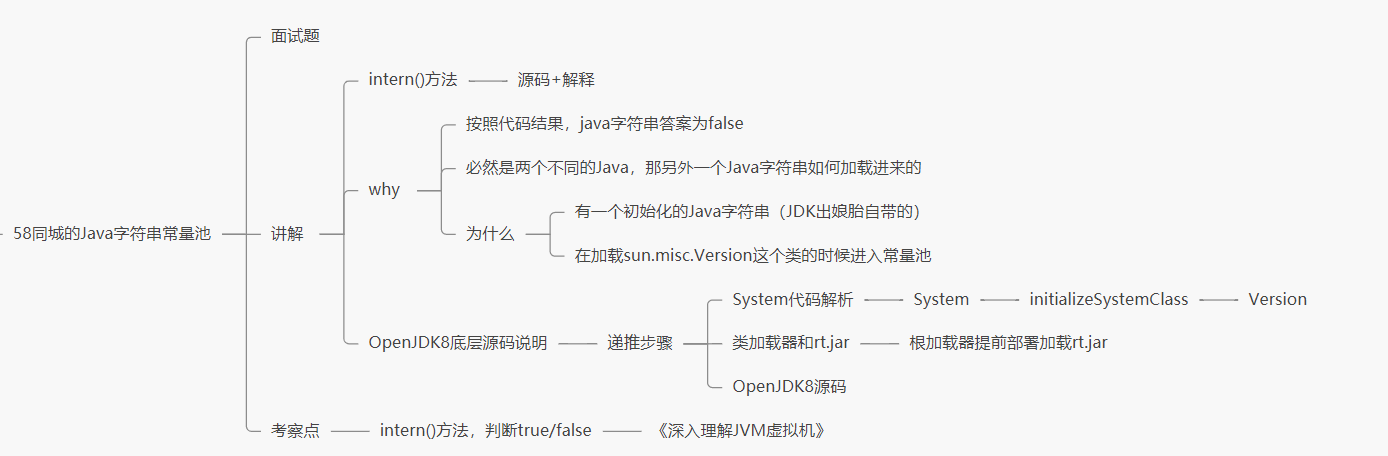 面试题
intern()方法
源码+解释
按照代码结果，java字符串答案为false
必然是两个不同的Java，那另外一个Java字符串如何加载进来的
why
有一个初始化的Java字符串（JDK出娘胎自带的）
58同城的Java字符串常量池
讲解
为什么
在加载sun.misc.Version这个类的时候进入常量池
System代码解析
System
initializeSystemClass
Version
OpenJDK8底层源码说明
递推步骤
类加载器和rt.jar
根加载器提前部署加载rt.jar
OpenJDK8源码
考察点
intern()方法，判断true/false
《深入理解JVM虚拟机》